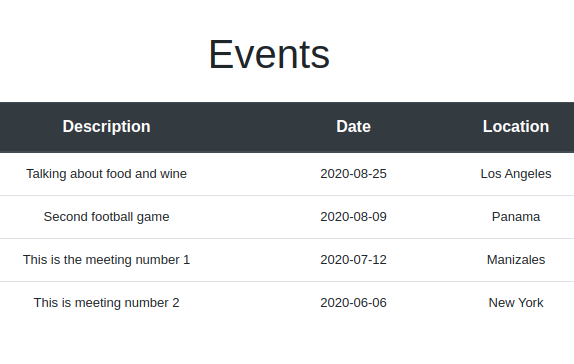 Events
Description Date Location
Talking about food and wine 2020-08-25 Los Angeles
Second football game 2020-08-09 Panama
This is the meeting number 1 2020-07-12 Manizales
This is meeting number 2 2020-06-06 New York